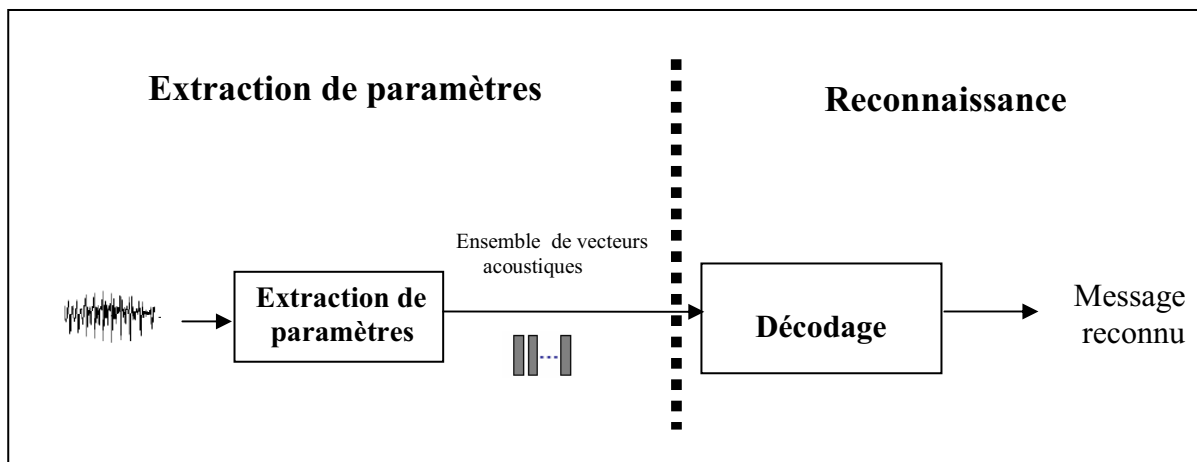 Extraction de paramètres
Reconnaissance
Ensemble de vecteurs
acoustiques
Extraction de
paramètres
Décodage
Message
reconnu